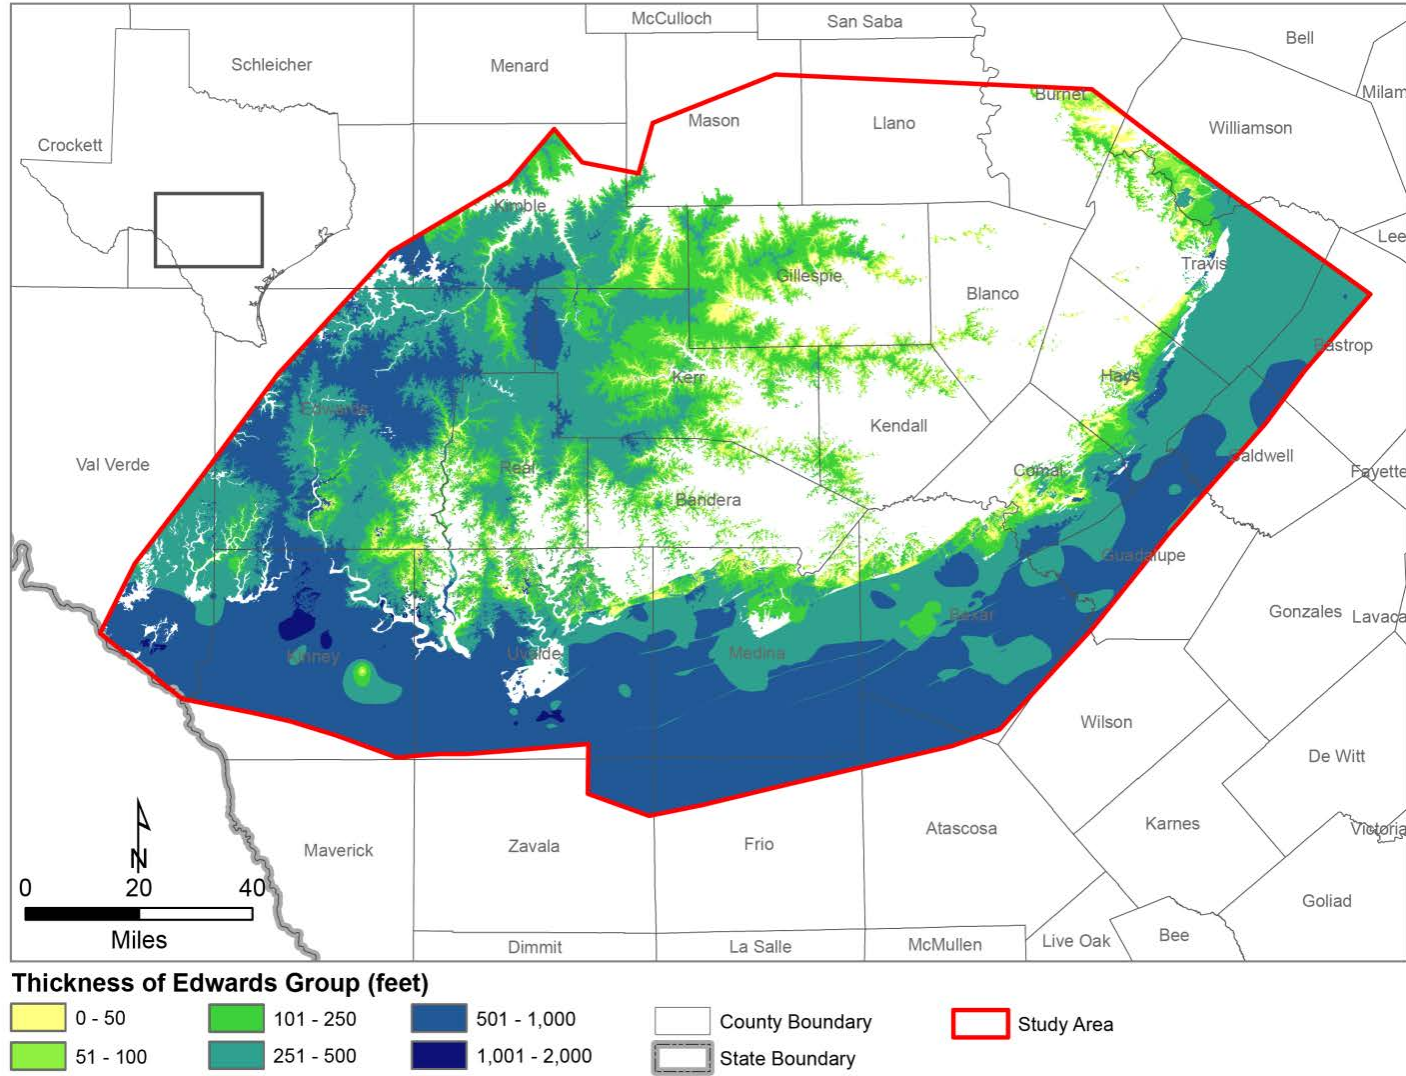 McCulloch
San Saba
Bell
Schleicher
Menard
Milam
Burnet
Mason
Llano
Williamson
Crockett
Kimble
Lee
Travis
Gillespie
Blanco
Bastrop
Kerr
Hays
Edwards
Kendall
Val Verde
Real
Comal
Caldwell
Fayette
Bandera
Guadalupe
Gonzales
Lavaca
Bexar
Kinney
Uvalde
Medina
Wilson
De Witt
N
Maverick
Zavala
Frio
Atascosa
Karnes
Victoria
0 20 40
Miles
Goliad
Dimmit
La Salle
McMullen
Live Oak
Bee
Thickness of Edwards Group (feet)
0 - 50
101 - 250
501 - 1,000
County Boundary
Study Area
51 - 100
251 - 500
1,001 - 2,000
State Boundary